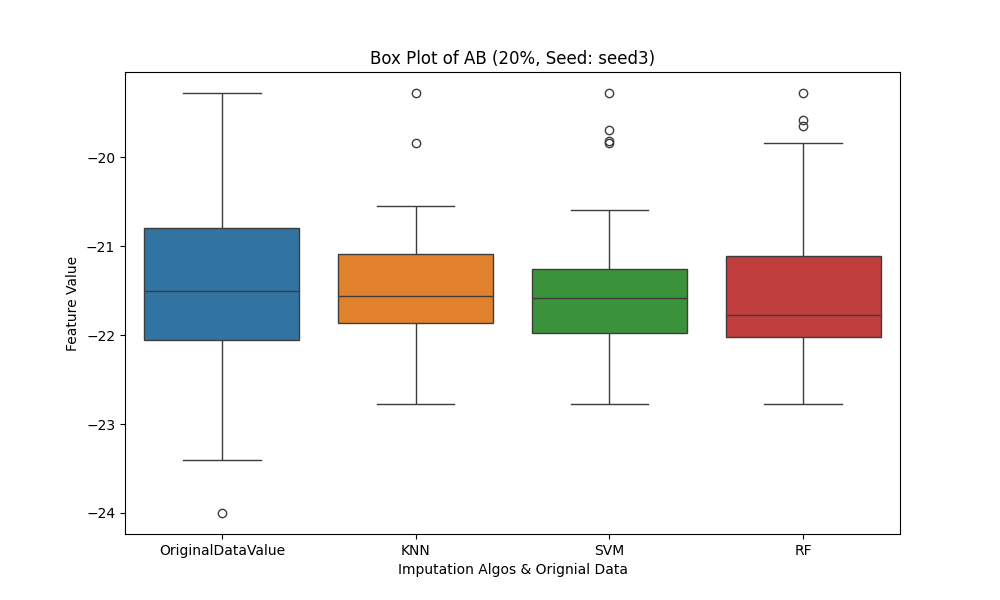 Box Plot of AB (20%, Seed: seed3)
Feature Value
−20
−21
−22
−23
−24
OriginalDataValue KNN SVM RF
Imputation Algos & Orignial Data